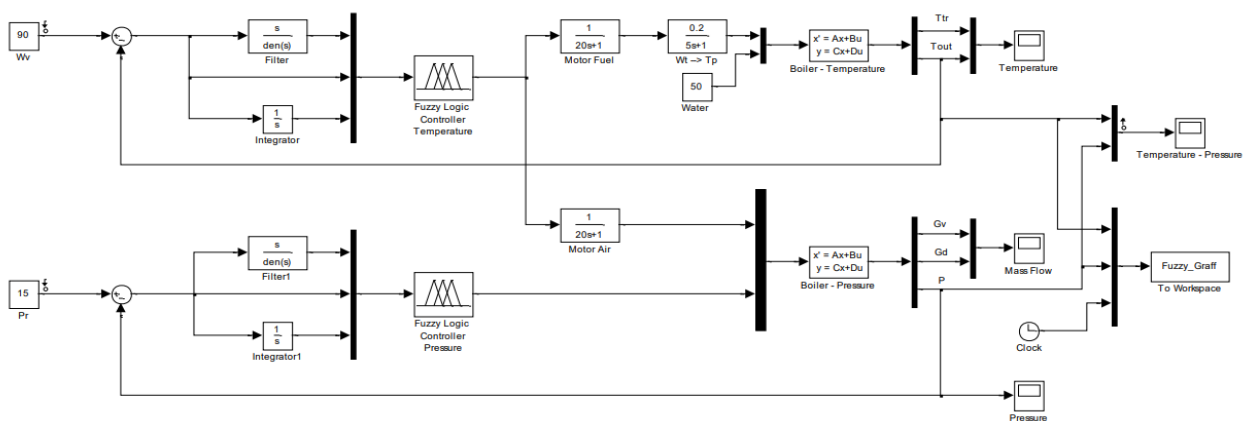 90
Wv
s
den(s)
Filter
1
s
Integrator
Fuzzy Logic
Controller
Temperature
1
20s+1
Motor Fuel
0.2
5s+1
Wt --> Tp
50
Water
x' = Ax+Bu
y = Cx+Du
Boiler - Temperature
Ttr
Tout
Temperature
Temperature - Pressure
15
Pr
s
den(s)
Filter1
1
s
Integrator1
Fuzzy Logic
Controller
Pressure
1
20s+1
Motor Air
x' = Ax+Bu
y = Cx+Du
Boiler - Pressure
Gv
Gd
P
Mass Flow
Fuzzy_Graff
To Workspace
Clock
Pressure